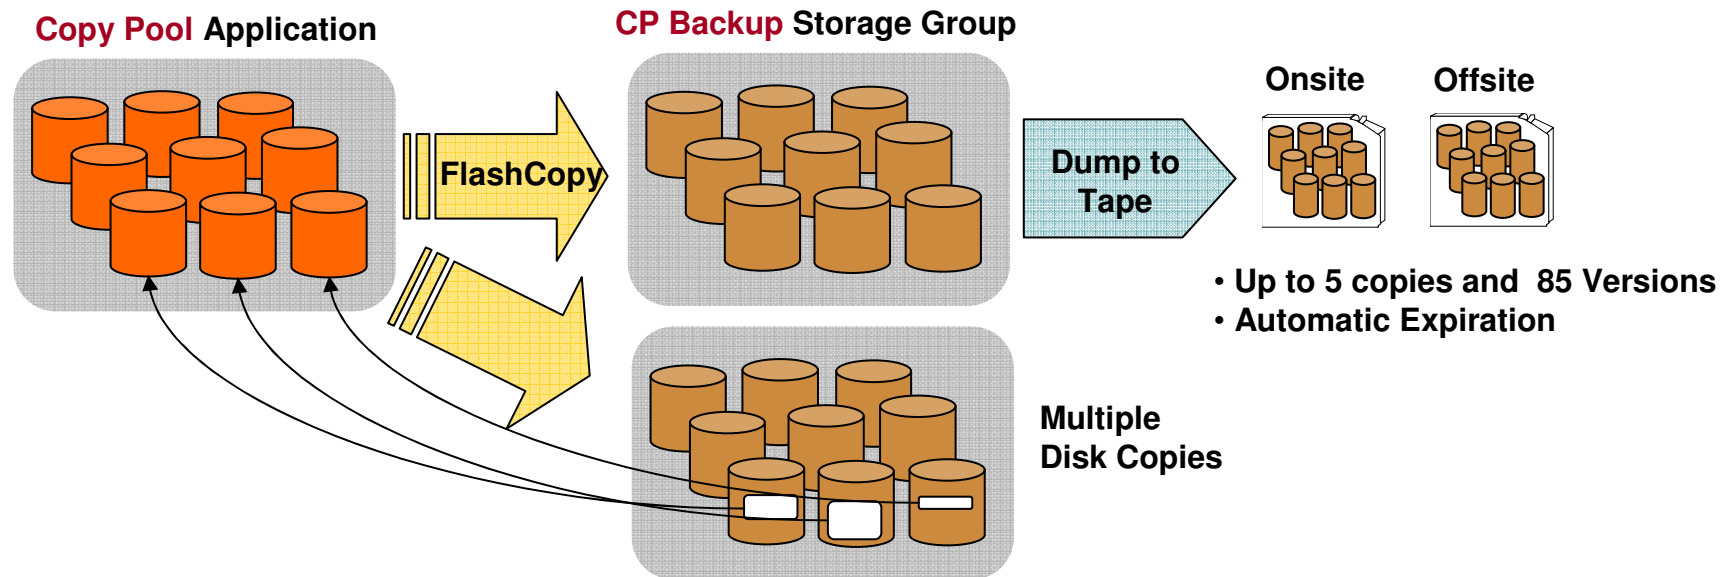 Copy Pool Application
CP Backup Storage Group
Onsite
Offsite
FlashCopy
Dump to
Tape
• Up to 5 copies and 85 Versions
• Automatic Expiration
Multiple
Disk Copies